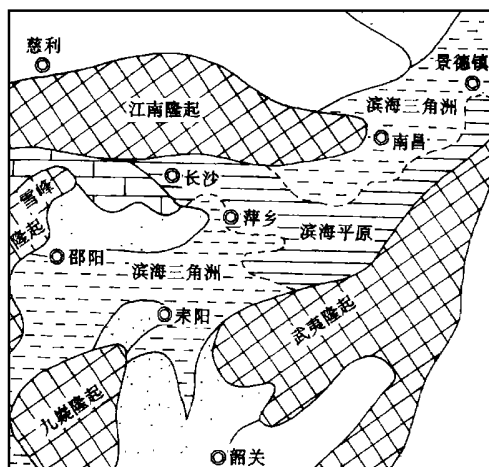 慈利
景德镇
江南隆起
滨海三角洲
南昌
长沙
雪峰
隆起
萍乡
滨海平原
邵阳
滨海三角洲
耒阳
武夷隆起
九嶷隆起
韶关